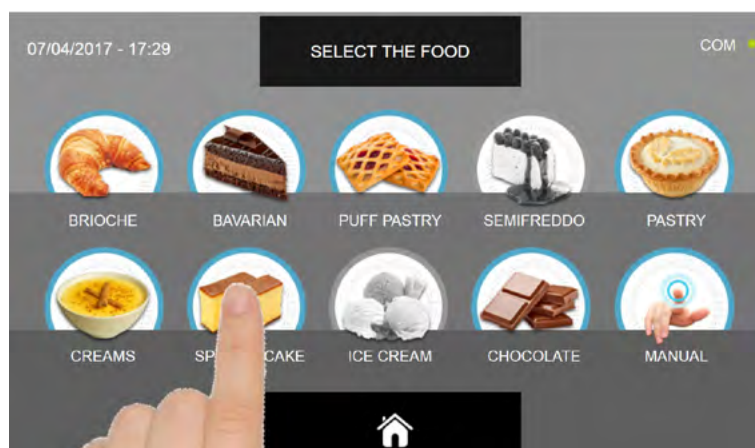 07/04/2017 - 17:29
SELECT THE FOOD
COM
BRIOCHE
BAVARIAN
PUFF PASTRY
SEMIFREDDO
PASTRY
CREAMS
SP CAKE
ICE CREAM
CHOCOLATE
MANUAL